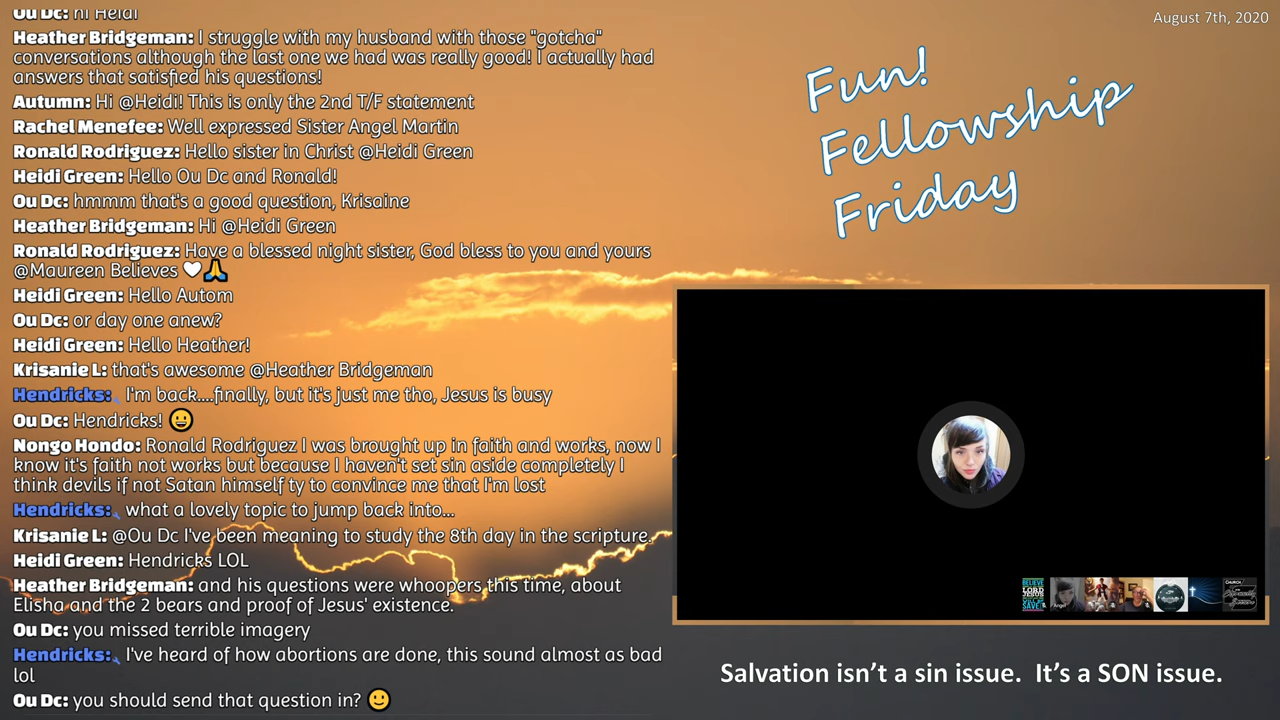 Ou Dc: hi Heidi
Heather Bridgeman: I struggle with my husband with those "gotcha"
conversations although the last one we had was really good! I actually had
answers that satisfied his questions!
Autumn: Hi @Heidi! This is only the 2nd T/F statement
Rachel Menefee: Well expressed Sister Angel Martin
Ronald Rodriguez: Hello sister in Christ @Heidi Green
Heidi Green: Hello Ou Dc and Ronald!
Ou Dc: hmmm that's a good question, Krisaine
Heather Bridgeman: Hi @Heidi Green
Ronald Rodriguez: Have a blessed night sister, God bless to you and yours
@Maureen Believes 🤍🙏
Heidi Green: Hello Autom
Ou Dc: or day one anew?
Heidi Green: Hello Heather!
Krisanie L: that's awesome @Heather Bridgeman
Hendricks: I'm back....finally, but it's just me tho, Jesus is busy
Ou Dc: Hendricks! 😀
Nongo Hondo: Ronald Rodriguez I was brought up in faith and works, now I
know it's faith not works but because I haven't set sin aside completely I
think devils if not Satan himself ty to convince me that I'm lost
Hendricks: what a lovely topic to jump back into...
Krisanie L: @Ou Dc I've been meaning to study the 8th day in the scripture.
Heidi Green: Hendricks LOL
Heather Bridgeman: and his questions were whoopers this time, about
Elisha and the 2 bears and proof of Jesus' existence.
Ou Dc: you missed terrible imagery
Hendricks: I've heard of how abortions are done, this sound almost as bad
lol
Ou Dc: you should send that question in? 🙂
August 7th, 2020
Fun!
Fellowship
Friday
BELIEVE
LORD
JESUS
SAVE
Angel
CHURCH
Salvation isn't a sin issue. It's a SON issue.